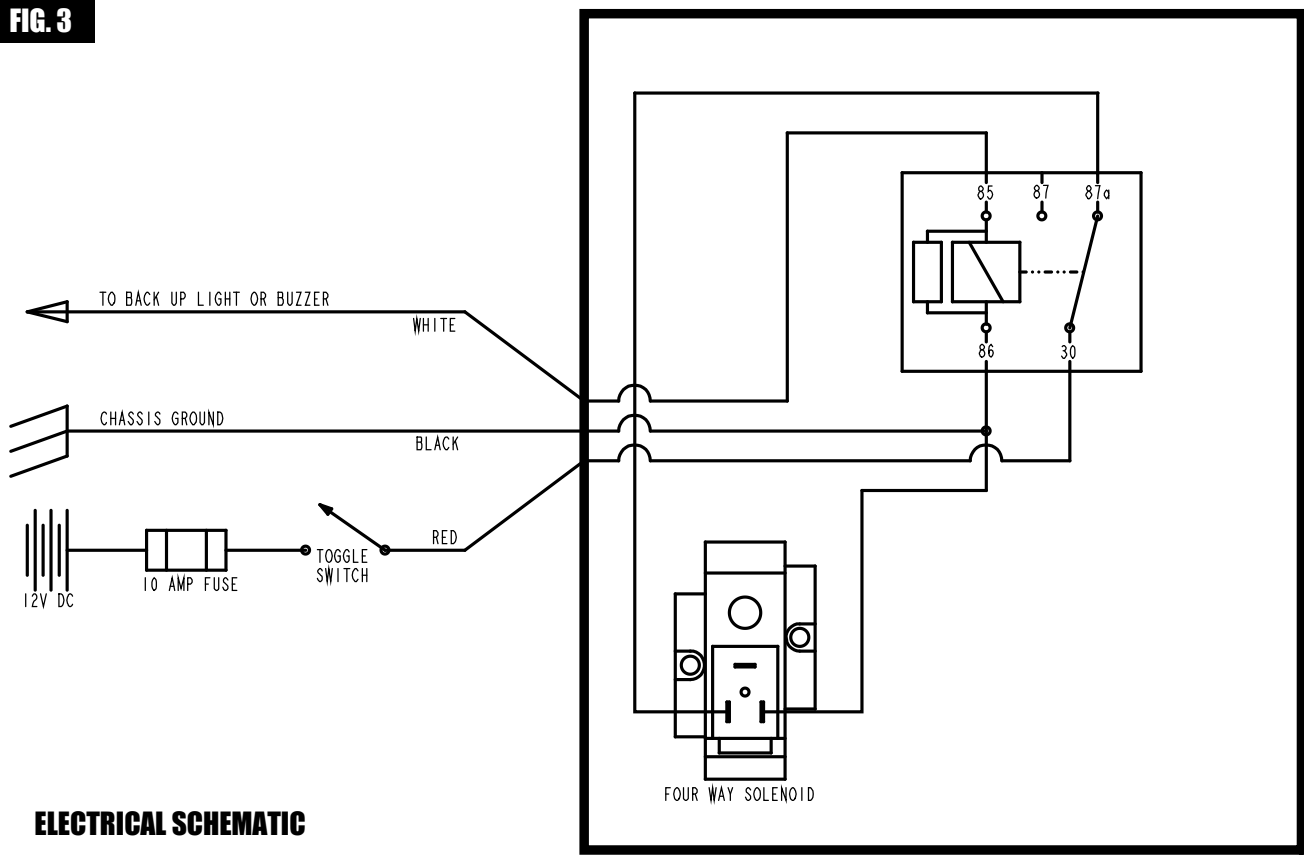 FIG. 3
85 87 87a
86 30
TO BACK UP LIGHT OR BUZZER
WHITE
CHASSIS GROUND
BLACK
RED
TOGGLE
SWITCH
10 AMP FUSE
12V DC
FOUR WAY SOLENOID
ELECTRICAL SCHEMATIC